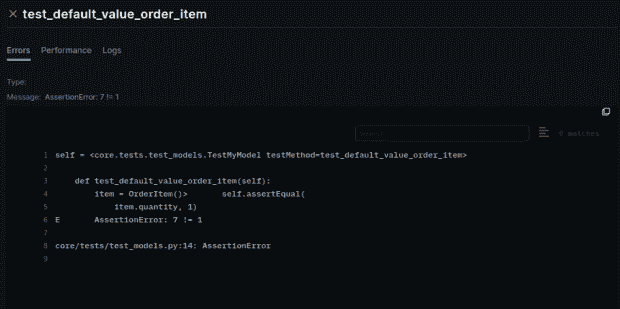 × test_default_value_order_item
Errors Performance Logs
Type:
Message: AssertionError: 7 != 1
Search 0 matches
1 self = <core.tests.test_models.TestMyModel testMethod=test_default_value_order_item>
2
3 def test_default_value_order_item(self):
4 item = OrderItem()> self.assertEqual(
5 item.quantity, 1)
6 E AssertionError: 7 != 1
7
8 core/tests/test_models.py:14: AssertionError
9